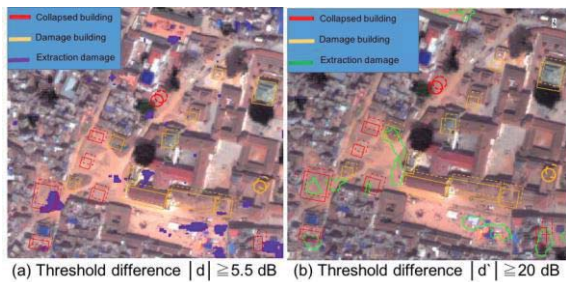 Collapsed building
Damage building
Extraction damage
Collapsed building
Damage building
Extraction damage
(a) Threshold difference |d| ≧5.5 dB
(b) Threshold difference |d`| ≧20 dB